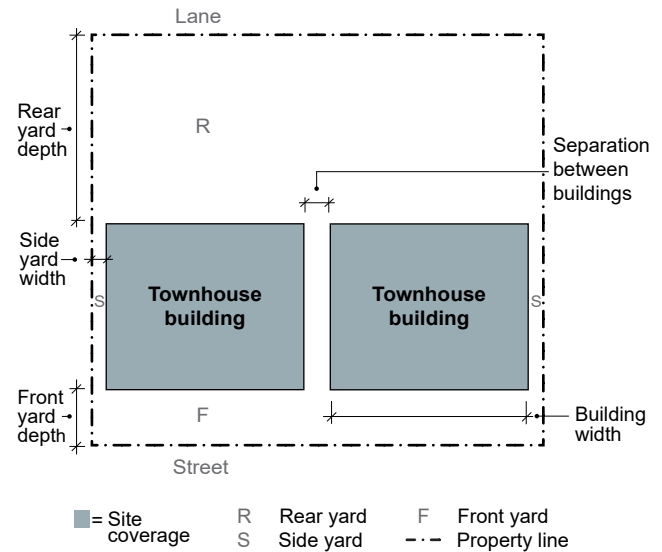 Lane
Rear
yard
depth
R
Separation
between
buildings
Side
yard
width
S
Townhouse
building
Townhouse
building
S
Front
yard
depth
F
Building
width
Street
= Site
coverage
R Rear yard
S Side yard
F Front yard
Property line